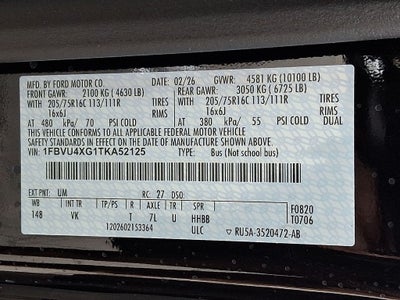 MFD. BY FORD MOTOR CO. 02/26 GVWR: 4581 KG (10100 LB)
FRONT GAWR: 2100 KG (4630 LB) REAR GAWR: 3050 KG (6725 LB)
WITH 205/75R16C 113/111R TIRES WITH 205/75R16C 113/111R TIRES
16x6J RIMS 16x6J RIMS
AT 480 kPa/ 70 PSI COLD AT 380 kPa/ 55 PSI COLD DUAL
THIS VEHICLE CONFORMS TO ALL APPLICABLE FEDERAL MOTOR VEHICLE
SAFETY STANDARDS IN EFFECT ON THE DATE OF MANUFACTURE SHOWN ABOVE.
VIN: 1FBVU4XG1TKA52125 TYPE: Bus (Not school bus)
EXT PNT: UM RC: 27 DSO:
WB INT TR TP/PS R AXLE TR SPR F0820
148 VK T 7L U HHBB T0706
1202602153364 ULC RU5A-3520472-AB